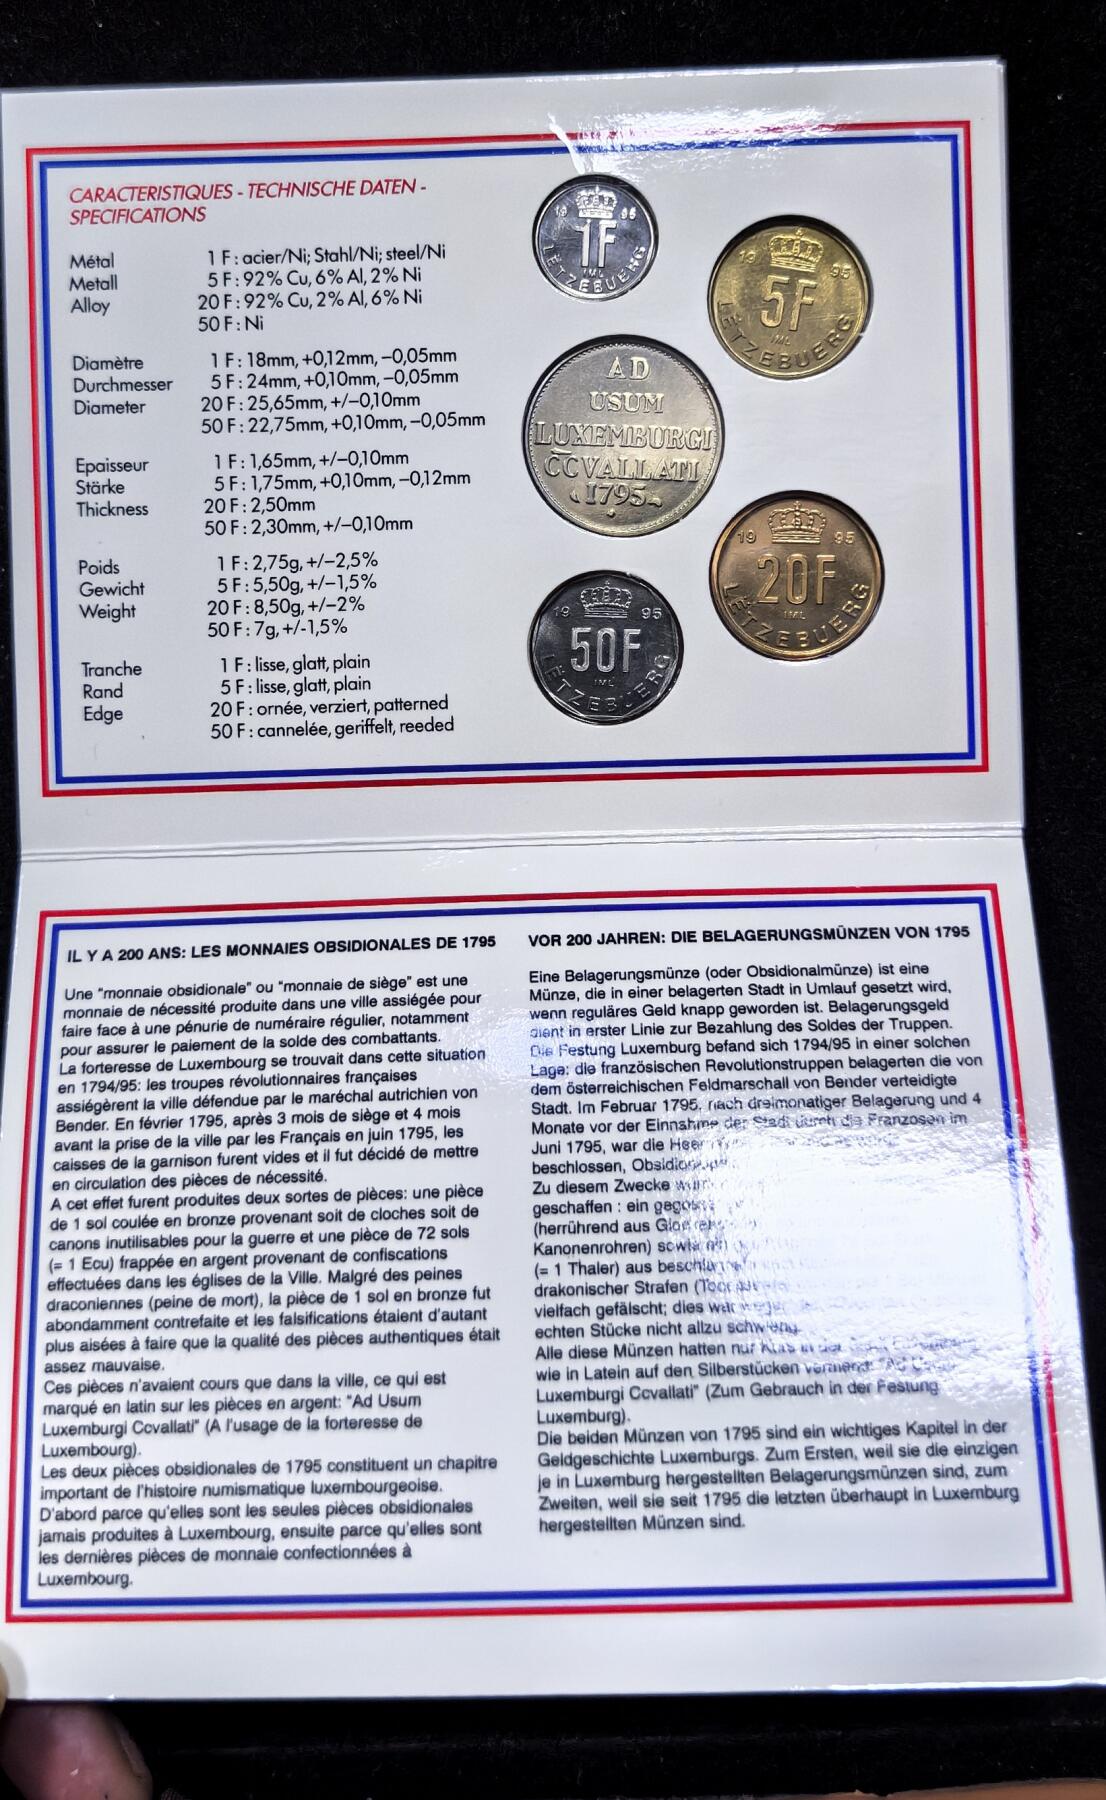 CARACTERISTIQUES - TECHNISCHE DATEN -
SPECIFICATIONS
Métal 1 F : acier/Ni; Stahl/Ni; steel/Ni
Metall 5 F : 92% Cu, 6% Al, 2% Ni
Alloy 20 F : 92% Cu, 2% Al, 6% Ni
50 F : Ni
Diamètre 1 F : 18mm, +0,12mm, –0,05mm
Durchmesser 5 F : 24mm, +0,10mm, –0,05mm
Diameter 20 F : 25,65mm, +/–0,10mm
50 F : 22,75mm, +0,10mm, –0,05mm
Epaisseur 1 F : 1,65mm, +/–0,10mm
Stärke 5 F : 1,75mm, +0,10mm, –0,12mm
Thickness 20 F : 2,50mm
50 F : 2,30mm, +/–0,10mm
Poids 1 F : 2,75g, +/–2,5%
Gewicht 5 F : 5,50g, +/–1,5%
Weight 20 F : 8,50g, +/–2%
50 F : 7g, +/-1,5%
Tranche 1 F : lisse, glatt, plain
Rand 5 F : lisse, glatt, plain
Edge 20 F : ornée, verziert, patterned
50 F : cannelée, geriffelt, reeded
19 95
1F
IML
LËTZEBUERG
19 95
5F
IML
LËTZEBUERG
AD
USUM
LUXEMBURGI
CCVALLATI
1795
19 95
20F
IML
LËTZEBUERG
19 95
50F
IML
LËTZEBUERG
IL Y A 200 ANS: LES MONNAIES OBSIDIONALES DE 1795
Une "monnaie obsidionale" ou "monnaie de siège" est une
monnaie de nécessité produite dans une ville assiégée pour
faire face à une pénurie de numéraire régulier, notamment
pour assurer le paiement de la solde des combattants.
La forteresse de Luxembourg se trouvait dans cette situation
en 1794/95: les troupes révolutionnaires françaises
assiégèrent la ville défendue par le maréchal autrichien von
Bender. En février 1795, après 3 mois de siège et 4 mois
avant la prise de la ville par les Français en juin 1795, les
caisses de la garnison furent vides et il fut décidé de mettre
en circulation des pièces de nécessité.
A cet effet furent produites deux sortes de pièces: une pièce
de 1 sol coulée en bronze provenant soit de cloches soit de
canons inutilisables pour la guerre et une pièce de 72 sols
(= 1 Ecu) frappée en argent provenant de confiscations
effectuées dans les églises de la Ville. Malgré des peines
draconiennes (peine de mort), la pièce de 1 sol en bronze fut
abondamment contrefaite et les falsifications étaient d'autant
plus aisées à faire que la qualité des pièces authentiques était
assez mauvaise.
Ces pièces n'avaient cours que dans la ville, ce qui est
marqué en latin sur les pièces en argent: "Ad Usum
Luxemburgi Ccvallati" (A l'usage de la forteresse de
Luxembourg).
Les deux pièces obsidionales de 1795 constituent un chapitre
important de l'histoire numismatique luxembourgeoise.
D'abord parce qu'elles sont les seules pièces obsidionales
jamais produites à Luxembourg, ensuite parce qu'elles sont
les dernières pièces de monnaie confectionnées à
Luxembourg.
VOR 200 JAHREN: DIE BELAGERUNGSMÜNZEN VON 1795
Eine Belagerungsmünze (oder Obsidionalmünze) ist eine
Münze, die in einer belagerten Stadt in Umlauf gesetzt wird,
wenn reguläres Geld knapp geworden ist. Belagerungsgeld
dient in erster Linie zur Bezahlung des Soldes der Truppen.
Die Festung Luxemburg befand sich 1794/95 in einer solchen
Lage: die französischen Revolutionstruppen belagerten die von
dem österreichischen Feldmarschall von Bender verteidigte
Stadt. Im Februar 1795, nach dreimonatiger Belagerung und 4
Monate vor der Einnahme der Stadt durch die Franzosen im
Juni 1795, war die
beschlossen,
Zu diesem Zwecke
geschaffen : ein
(herrührend aus
Kanonenrohren) sowie
(= 1 Thaler) aus
drakonischer Strafen
vielfach gefälscht; dies war
echten Stücke nicht allzu schwierig.
Alle diese Münzen hatten nur Kurs in der
wie in Latein auf den Silberstücken vermerkt: "Ad
Luxemburgi Ccvallati" (Zum Gebrauch in der Festung
Luxemburg).
Die beiden Münzen von 1795 sind ein wichtiges Kapitel in der
Geldgeschichte Luxemburgs. Zum Ersten, weil sie die einzigen
je in Luxemburg hergestellten Belagerungsmünzen sind, zum
Zweiten, weil sie seit 1795 die letzten überhaupt in Luxemburg
hergestellten Münzen sind.